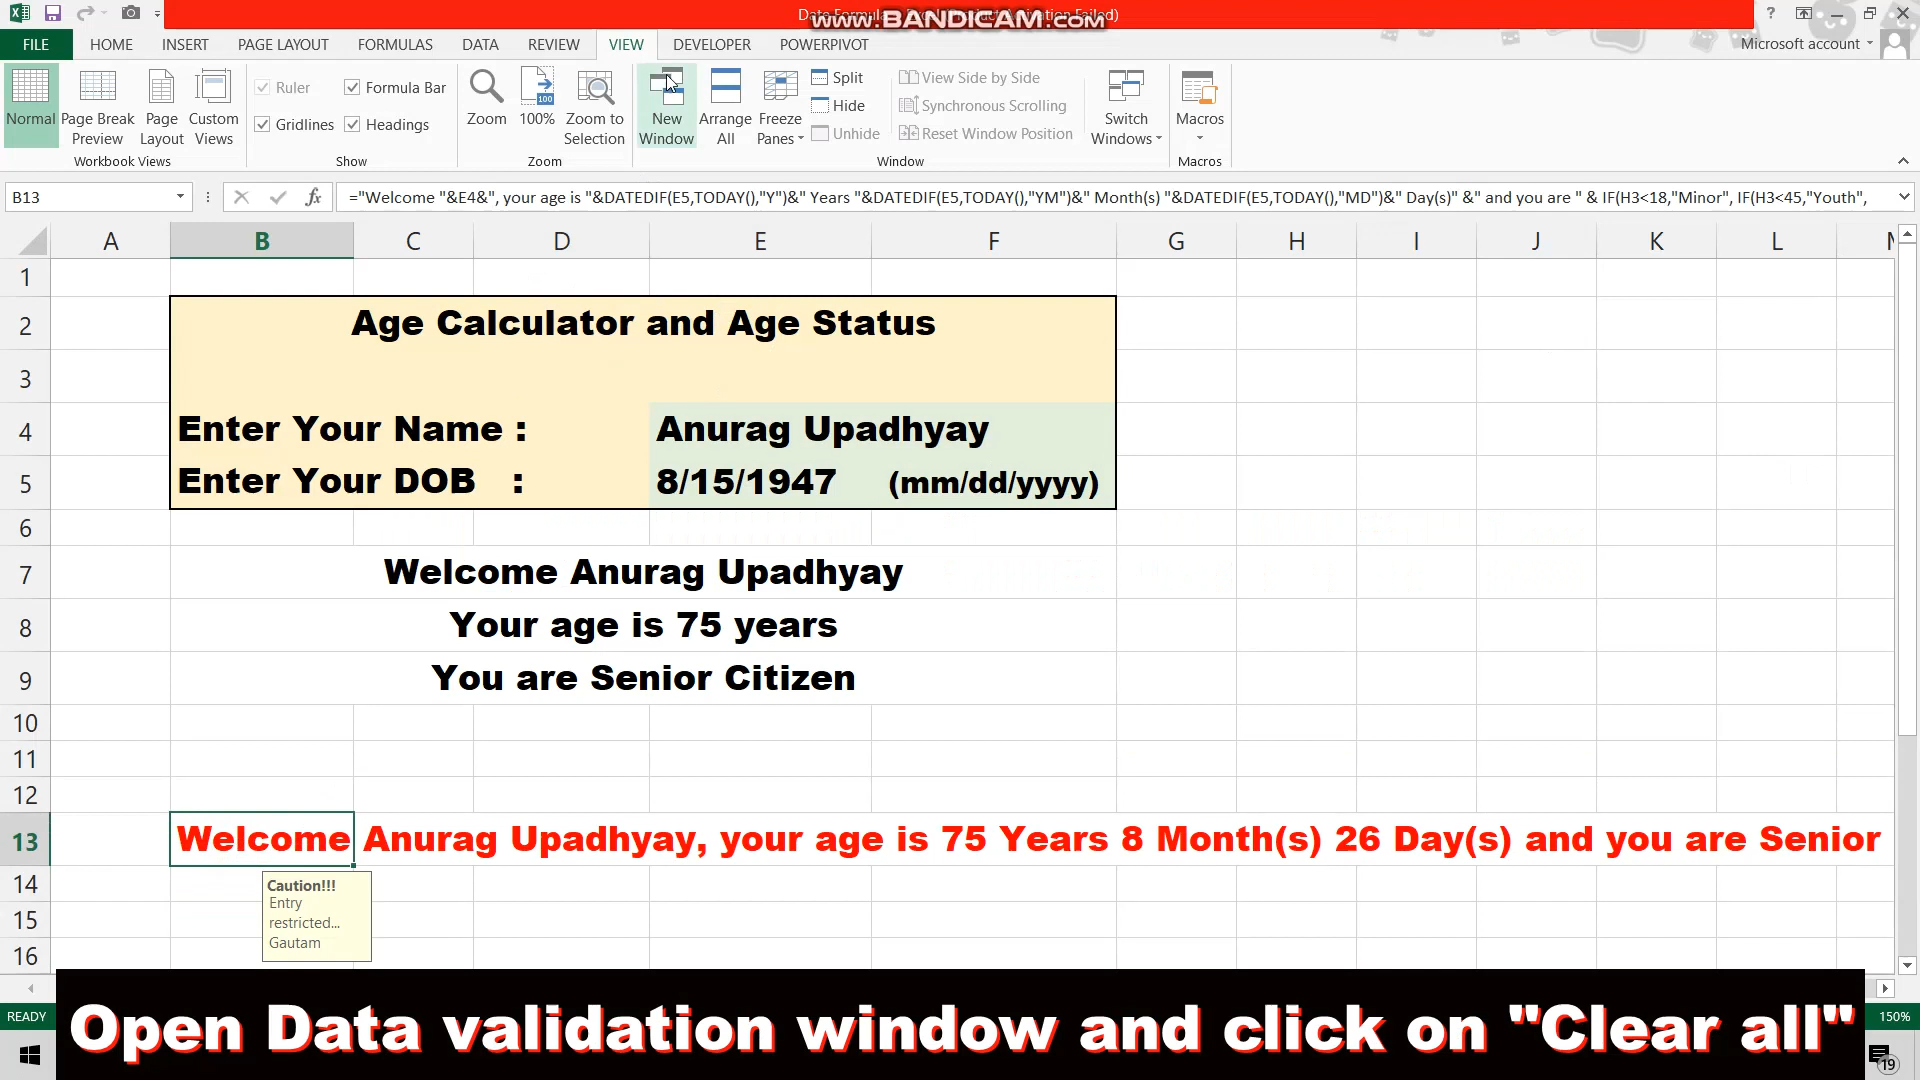 www.BANDICAM.com
FILE HOME INSERT PAGE LAYOUT FORMULAS DATA REVIEW VIEW DEVELOPER POWERPIVOT Microsoft account
Normal Page Break Preview Page Layout Custom Views
Workbook Views
Ruler Formula Bar
Gridlines Headings
Show
Zoom 100% Zoom to Selection
Zoom
New Window Arrange All Freeze Panes
Split
Hide
Unhide
View Side by Side
Synchronous Scrolling
Reset Window Position
Switch Windows
Window
Macros
Macros
B13 fx ="Welcome "&E4&", your age is "&DATEDIF(E5,TODAY(),"Y")&" Years "&DATEDIF(E5,TODAY(),"YM")&" Month(s) "&DATEDIF(E5,TODAY(),"MD")&" Day(s)" &" and you are " & IF(H3<18,"Minor", IF(H3<45,"Youth",
A B C D E F G H I J K L
1
2 Age Calculator and Age Status
3
4 Enter Your Name : Anurag Upadhyay
5 Enter Your DOB : 8/15/1947 (mm/dd/yyyy)
6
7 Welcome Anurag Upadhyay
8 Your age is 75 years
9 You are Senior Citizen
10
11
12
13 Welcome Anurag Upadhyay, your age is 75 Years 8 Month(s) 26 Day(s) and you are Senior
14
15
16
Caution!!!
Entry
restricted...
Gautam
READY 150%
Open Data validation window and click on "Clear all"
19